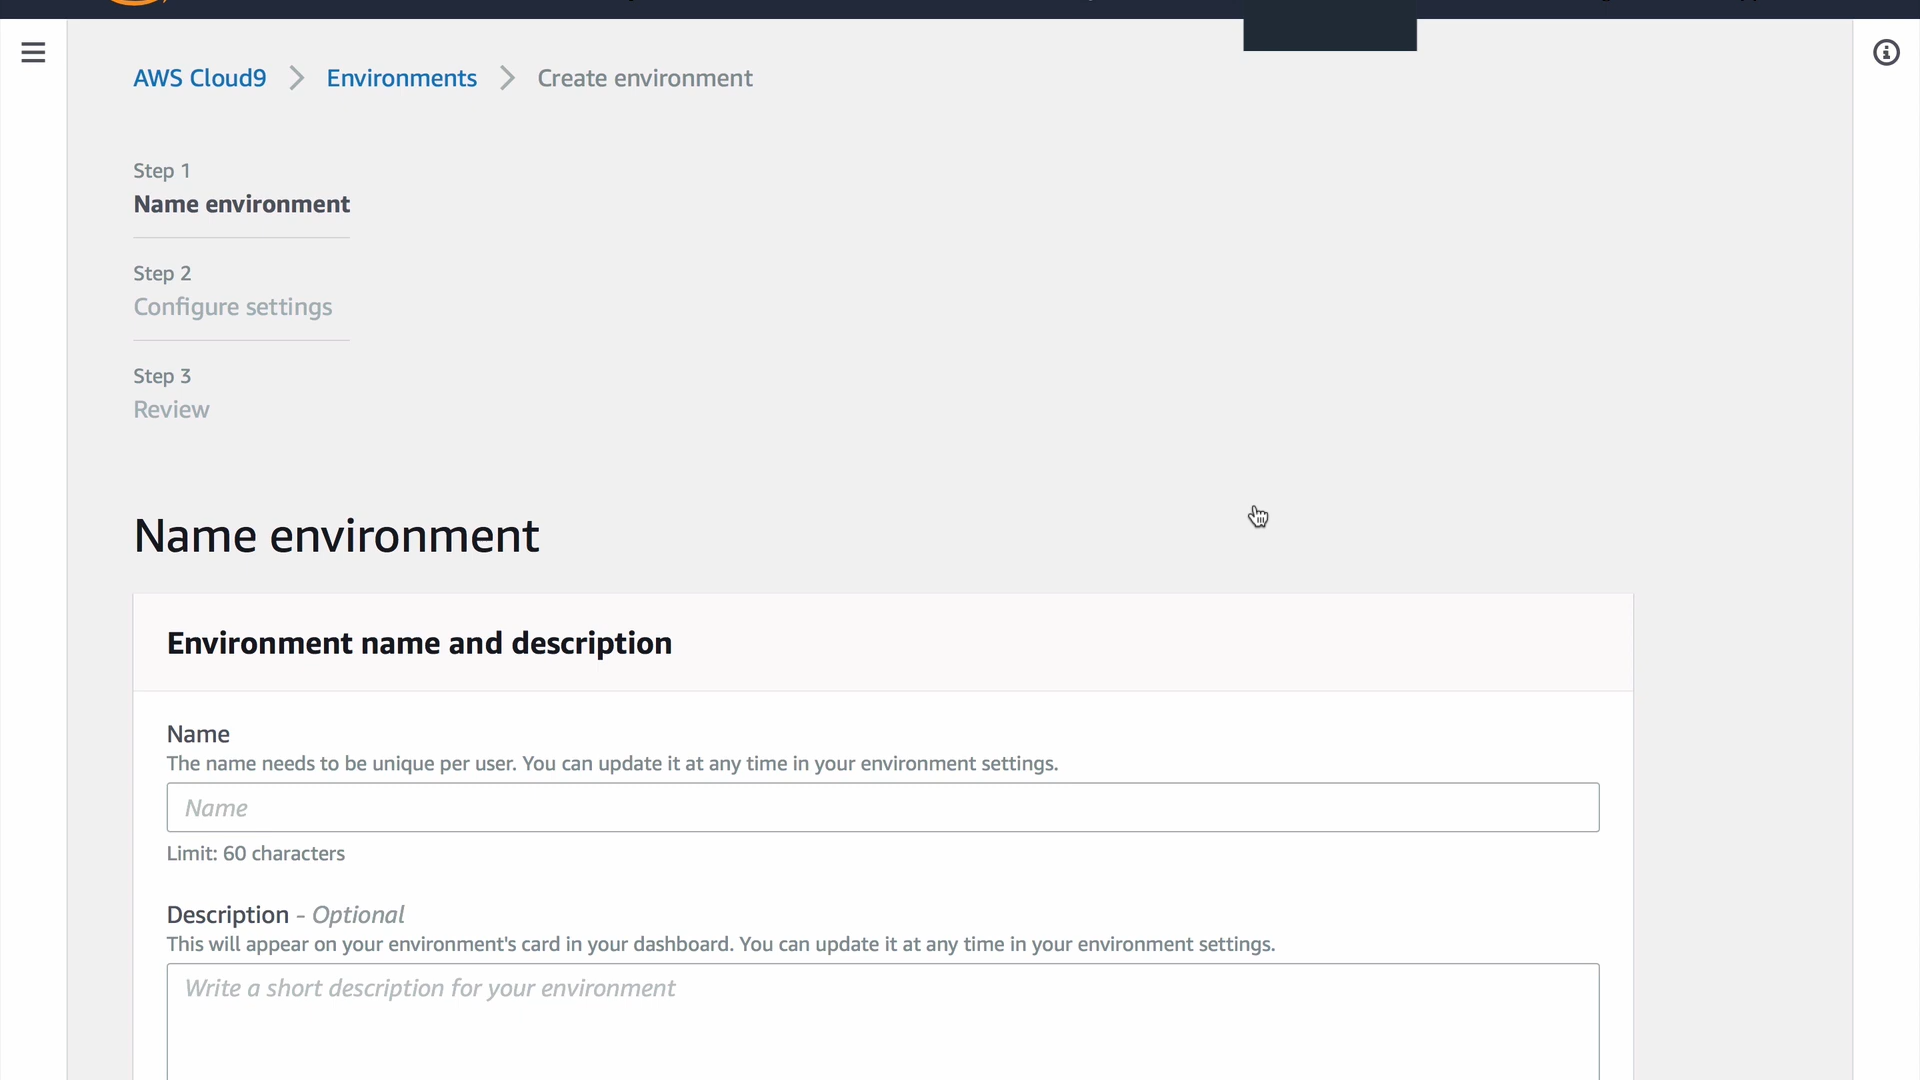 AWS Cloud9 Environments Create environment
Step 1
Name environment
Step 2
Configure settings
Step 3
Review
Name environment
Environment name and description
Name
The name needs to be unique per user. You can update it at any time in your environment settings.
Name
Limit: 60 characters
Description - Optional
This will appear on your environment's card in your dashboard. You can update it at any time in your environment settings.
Write a short description for your environment